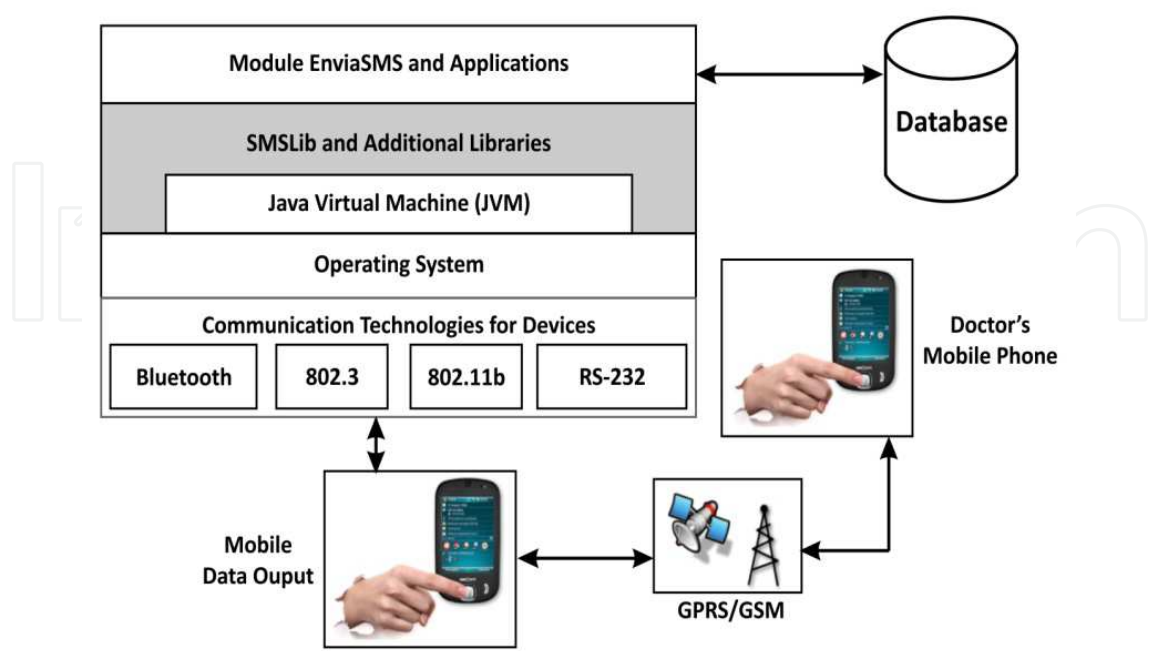 Module EnviaSMS and Applications
Database
SMSLib and Additional Libraries
Java Virtual Machine (JVM)
Operating System
Communication Technologies for Devices
Bluetooth
802.3
802.11b
RS-232
Doctor's
Mobile Phone
Mobile
Data Ouput
GPRS/GSM